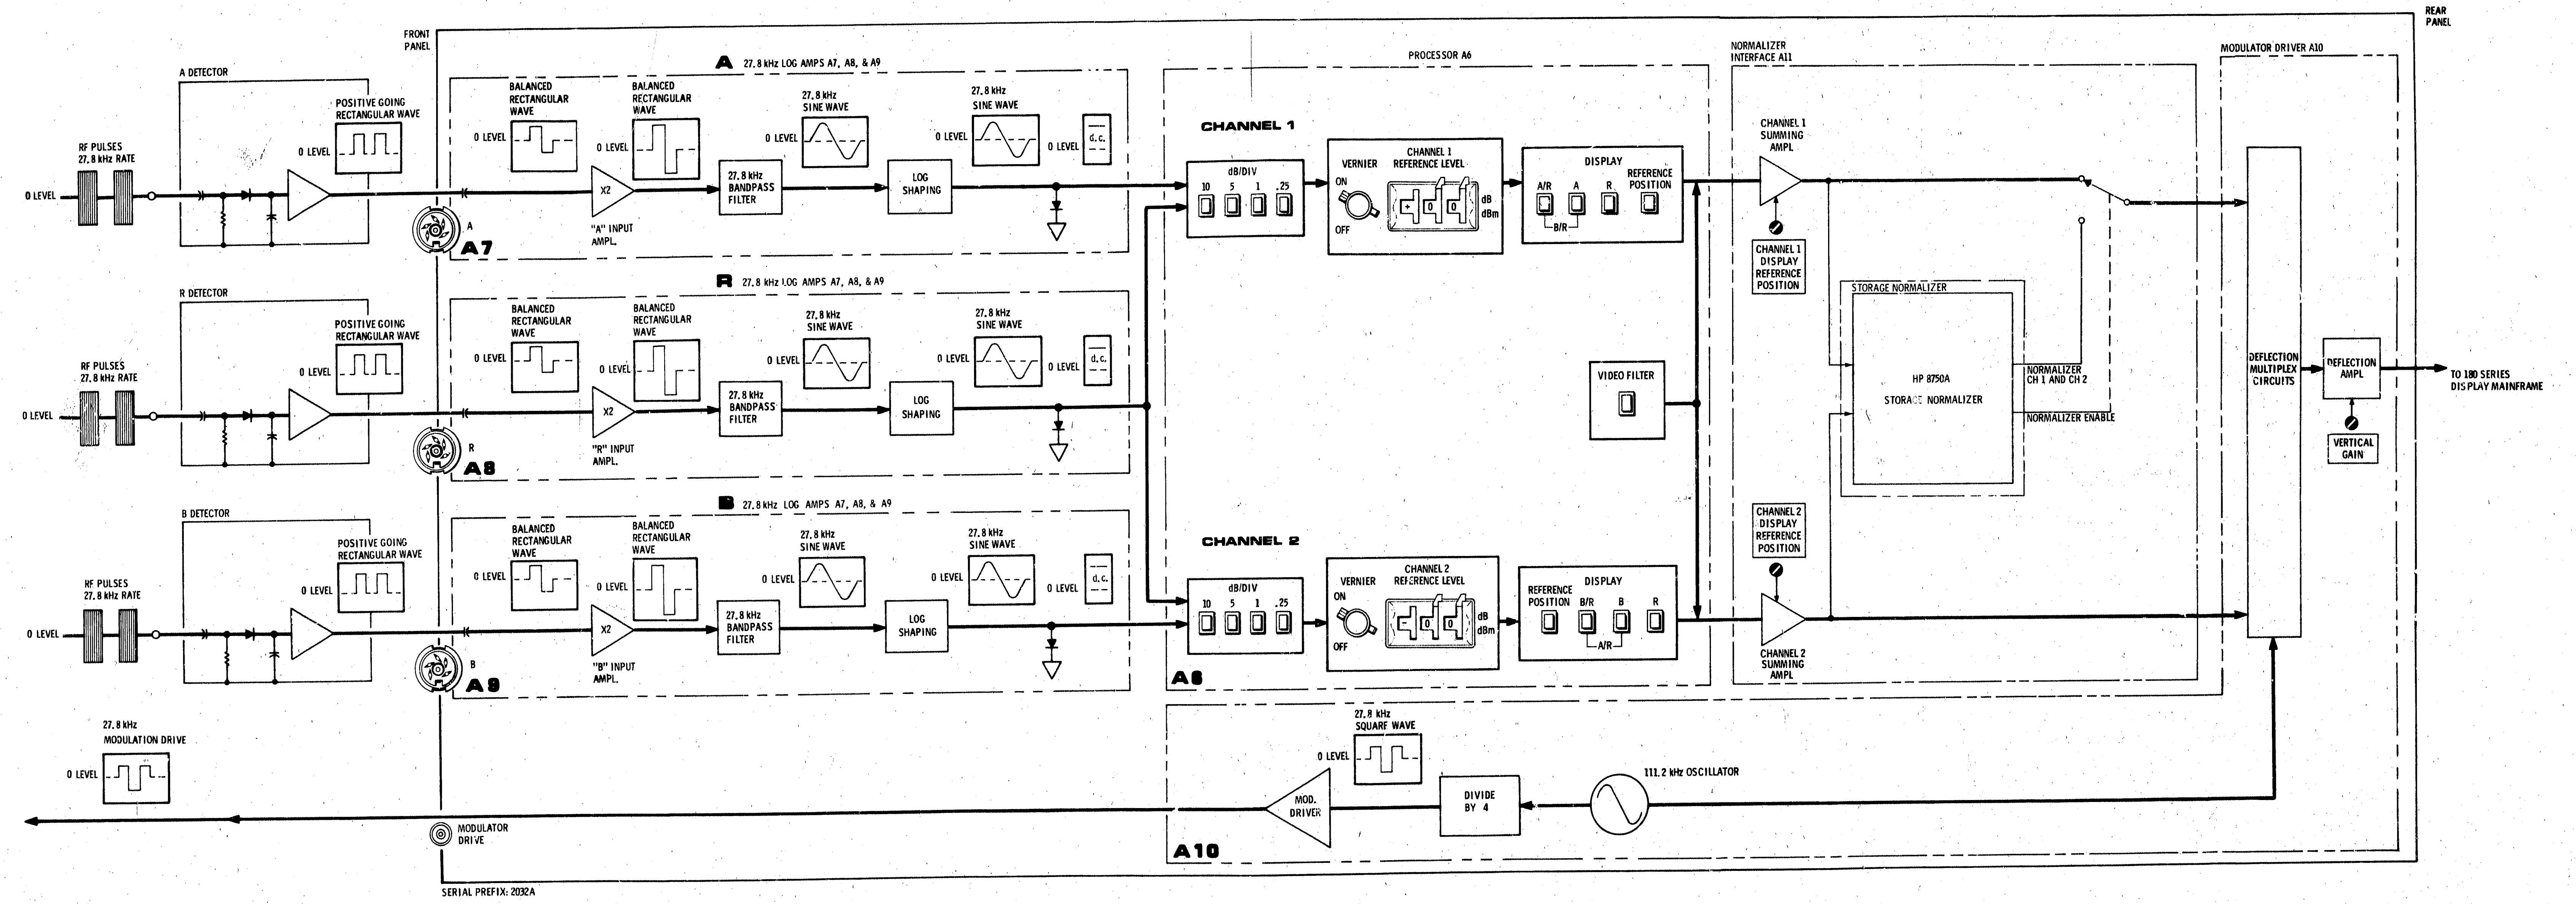 REAR
PANEL
FRONT
PANEL
A DETECTOR
POSITIVE GOING
RECTANGULAR WAVE
0 LEVEL
RF PULSES
27.8 kHz RATE
0 LEVEL
A 27.8 kHz LOG AMPS A7, A8, & A9
BALANCED
RECTANGULAR
WAVE
0 LEVEL
BALANCED
RECTANGULAR
WAVE
0 LEVEL
27.8 kHz
SINE WAVE
0 LEVEL
27.8 kHz
SINE WAVE
0 LEVEL
0 LEVEL
d.c.
X2
"A" INPUT
AMPL.
27.8 kHz
BANDPASS
FILTER
LOG
SHAPING
A
A7
R DETECTOR
POSITIVE GOING
RECTANGULAR WAVE
0 LEVEL
RF PULSES
27.8 kHz RATE
0 LEVEL
R 27.8 kHz LOG AMPS A7, A8, & A9
BALANCED
RECTANGULAR
WAVE
0 LEVEL
BALANCED
RECTANGULAR
WAVE
0 LEVEL
27.8 kHz
SINE WAVE
0 LEVEL
27.8 kHz
SINE WAVE
0 LEVEL
0 LEVEL
d.c.
X2
"R" INPUT
AMPL.
27.8 kHz
BANDPASS
FILTER
LOG
SHAPING
R
A8
B DETECTOR
POSITIVE GOING
RECTANGULAR WAVE
0 LEVEL
RF PULSES
27.8 kHz RATE
0 LEVEL
B 27.8 kHz LOG AMPS A7, A8, & A9
BALANCED
RECTANGULAR
WAVE
0 LEVEL
BALANCED
RECTANGULAR
WAVE
0 LEVEL
27.8 kHz
SINE WAVE
0 LEVEL
27.8 kHz
SINE WAVE
0 LEVEL
0 LEVEL
d.c.
X2
"B" INPUT
AMPL.
27.8 kHz
BANDPASS
FILTER
LOG
SHAPING
B
A9
PROCESSOR A6
CHANNEL 1
dB/DIV
10 5 1 .25
CHANNEL 1
REFERENCE LEVEL
VERNIER
ON
OFF
+ 0 0
dB
dBm
DISPLAY
A/R A R REFERENCE
POSITION
B/R
VIDEO FILTER
CHANNEL 2
dB/DIV
10 5 1 .25
CHANNEL 2
REFERENCE LEVEL
VERNIER
ON
OFF
- 0 0
dB
dBm
DISPLAY
REFERENCE
POSITION B/R B R
A/R
A6
NORMALIZER
INTERFACE A11
CHANNEL 1
SUMMING
AMPL
CHANNEL 1
DISPLAY
REFERENCE
POSITION
STORAGE NORMALIZER
HP 8750A
STORAGE NORMALIZER
NORMALIZER
CH 1 AND CH 2
NORMALIZER ENABLE
CHANNEL 2
DISPLAY
REFERENCE
POSITION
CHANNEL 2
SUMMING
AMPL
MODULATOR DRIVER A10
DEFLECTION
MULTIPLEX
CIRCUITS
DEFLECTION
AMPL
VERTICAL
GAIN
TO 180 SERIES
DISPLAY MAINFRAME
27.8 kHz
MODULATION DRIVE
0 LEVEL
MODULATOR
DRIVE
27.8 kHz
SQUARE WAVE
0 LEVEL
MOD.
DRIVER
DIVIDE
BY 4
111.2 kHz OSCILLATOR
A10
SERIAL PREFIX: 2032A